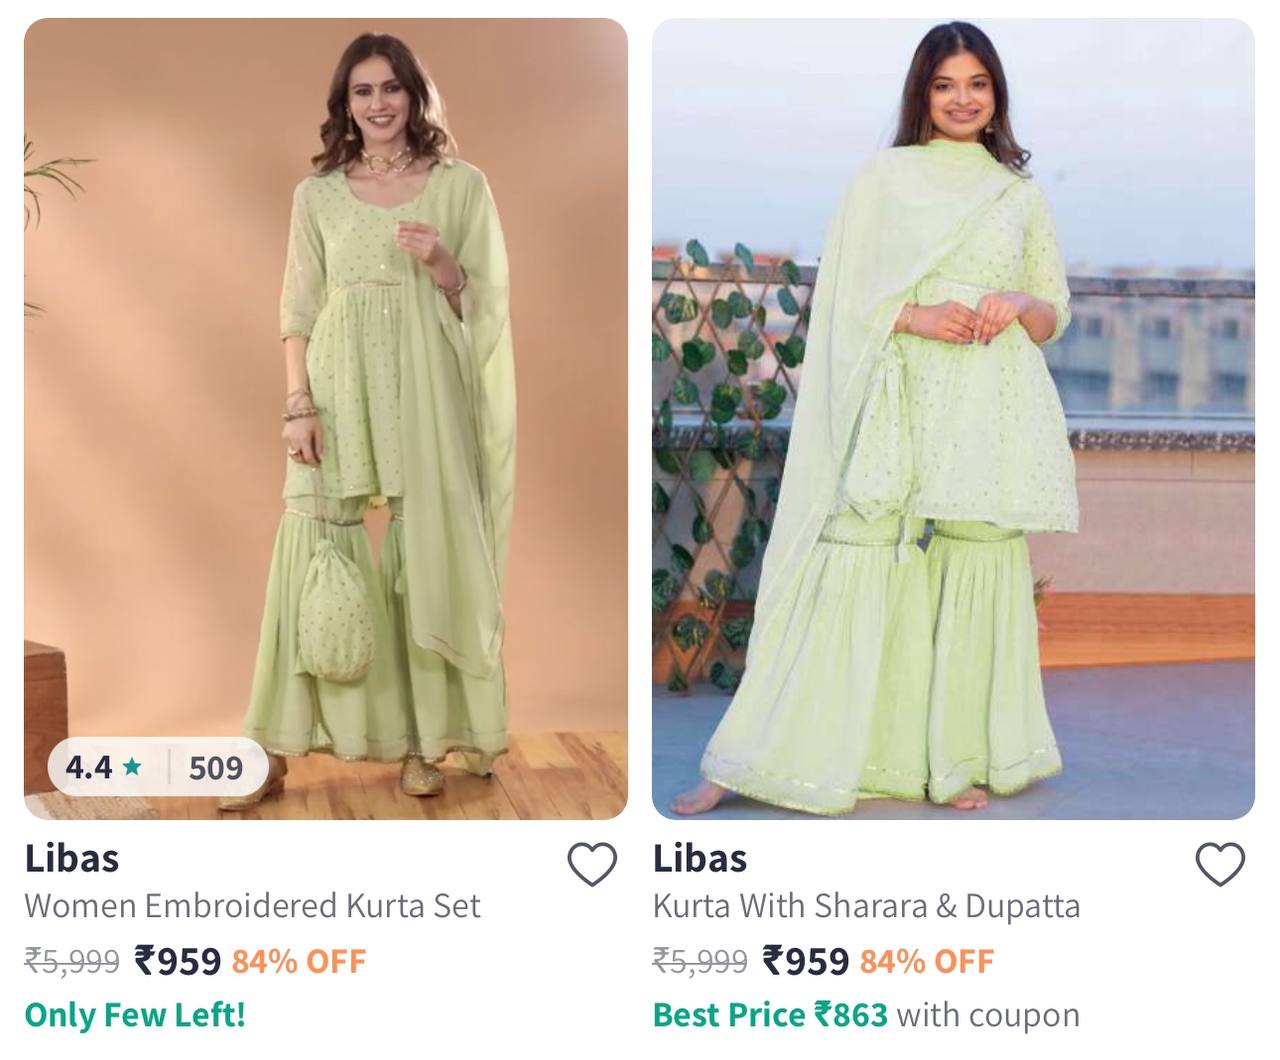 4.4 ★ | 509
Libas
Women Embroidered Kurta Set
₹5,999 ₹959 84% OFF
Only Few Left!
Libas
Kurta With Sharara & Dupatta
₹5,999 ₹959 84% OFF
Best Price ₹863 with coupon